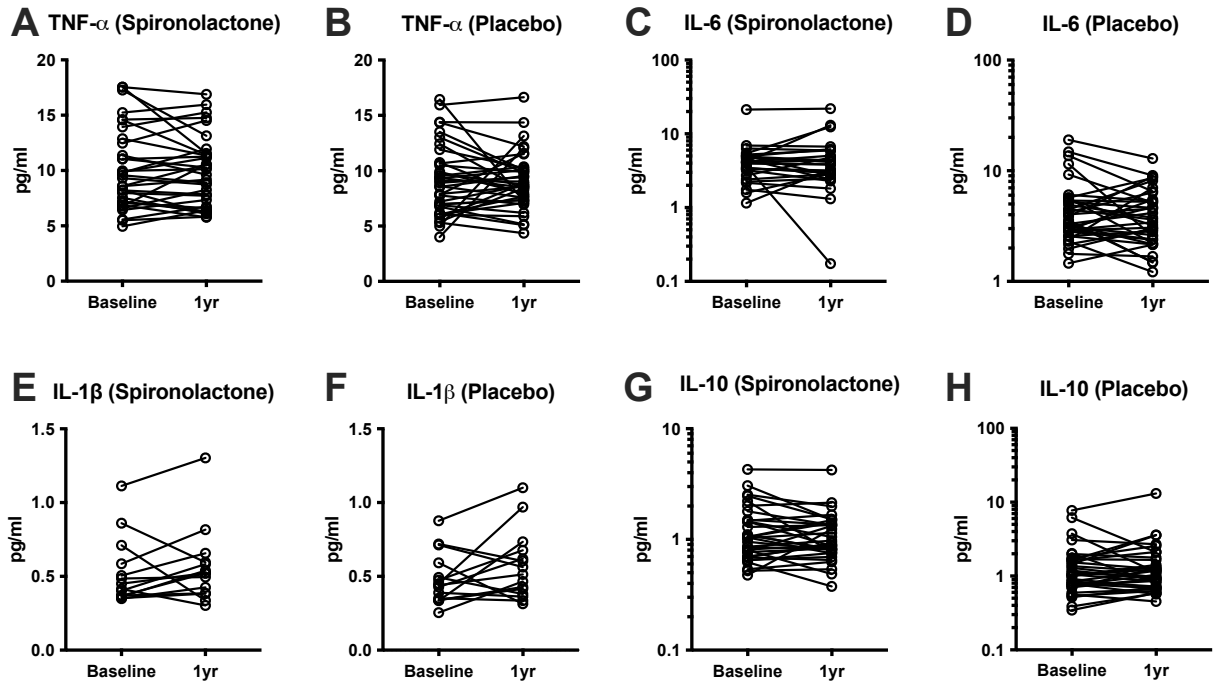 A TNF-α (Spironolactone)
20
15
10
5
0
pg/ml
Baseline 1yr
B TNF-α (Placebo)
20
15
10
5
0
pg/ml
Baseline 1yr
C IL-6 (Spironolactone)
100
10
1
0.1
pg/ml
Baseline 1yr
D IL-6 (Placebo)
100
10
1
pg/ml
Baseline 1yr
E IL-1β (Spironolactone)
1.5
1.0
0.5
0.0
pg/ml
Baseline 1yr
F IL-1β (Placebo)
1.5
1.0
0.5
0.0
pg/ml
Baseline 1yr
G IL-10 (Spironolactone)
10
1
0.1
pg/ml
Baseline 1yr
H IL-10 (Placebo)
100
10
1
0.1
pg/ml
Baseline 1yr